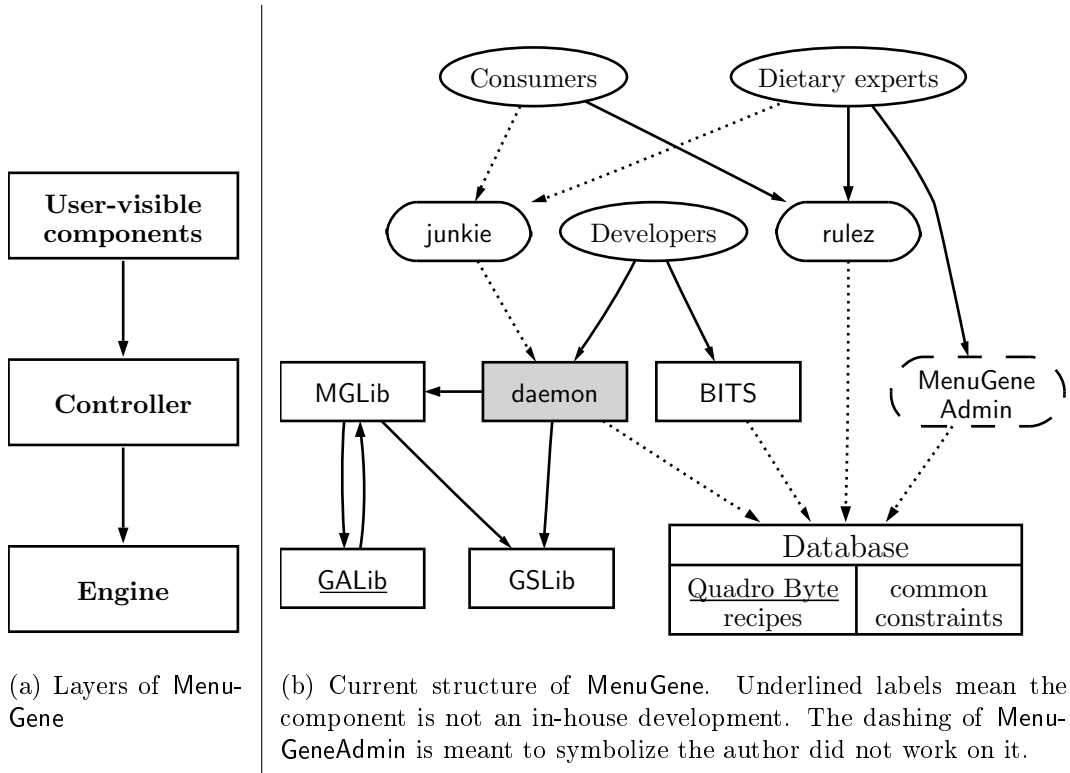 User-visible
components
Controller
Engine
(a) Layers of Menu-
Gene
Consumers
Dietary experts
junkie
Developers
rulez
MGLib
daemon
BITS
MenuGene
Admin
GALib
GSLib
Database
Quadro Byte
recipes
common
constraints
(b) Current structure of MenuGene. Underlined labels mean the
component is not an in-house development. The dashing of Menu-
GeneAdmin is meant to symbolize the author did not work on it.